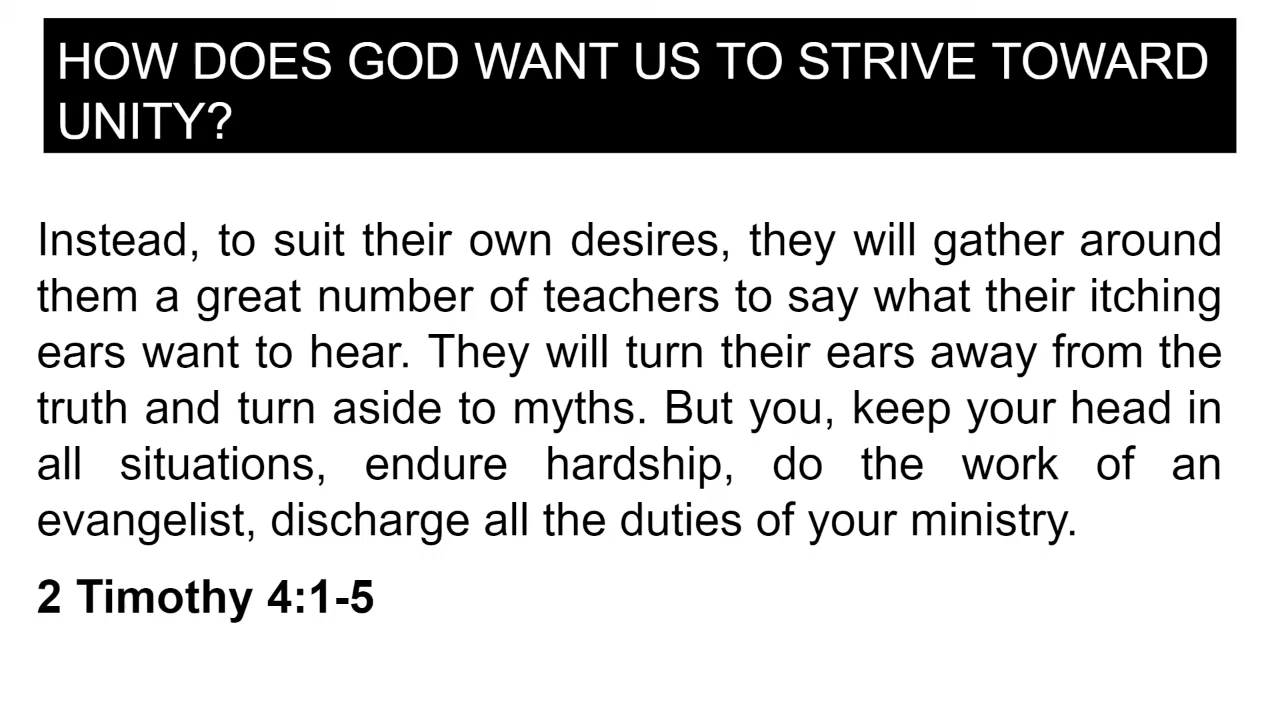 HOW DOES GOD WANT US TO STRIVE TOWARD
UNITY?
Instead, to suit their own desires, they will gather around
them a great number of teachers to say what their itching
ears want to hear. They will turn their ears away from the
truth and turn aside to myths. But you, keep your head in
all situations, endure hardship, do the work of an
evangelist, discharge all the duties of your ministry.
2 Timothy 4:1-5